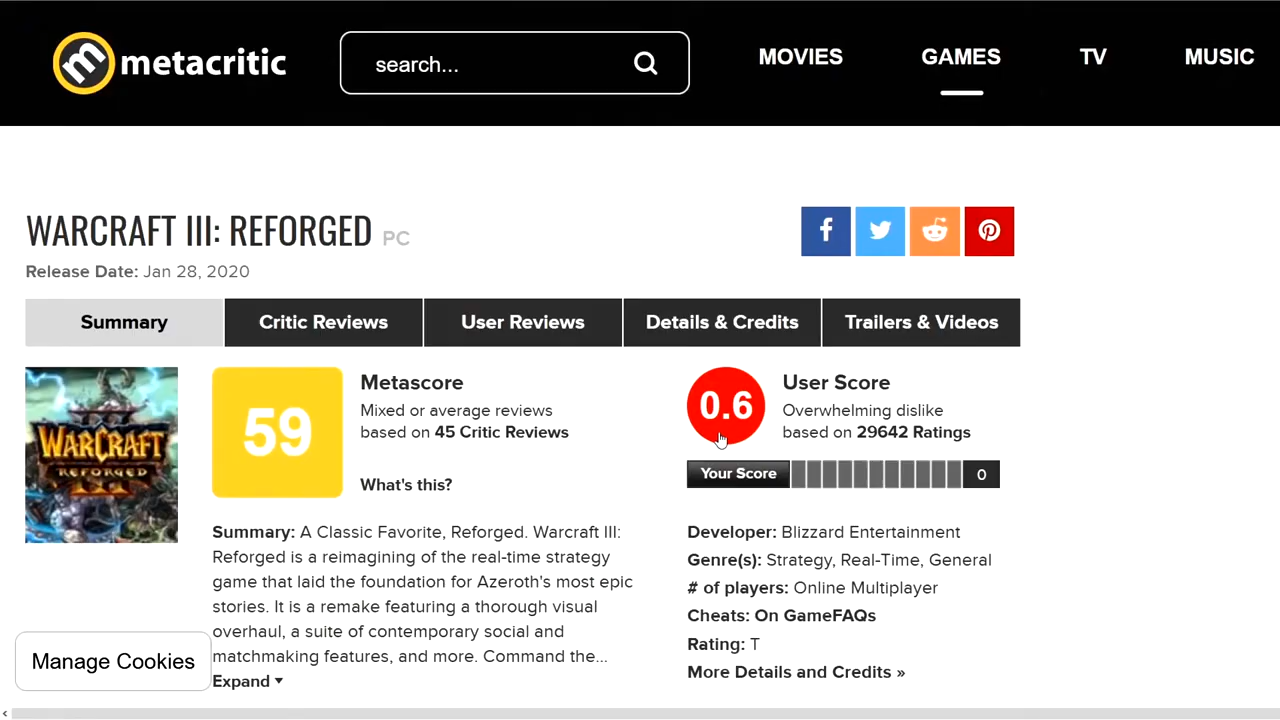 metacritic
search...
MOVIES
GAMES
TV
MUSIC
WARCRAFT III: REFORGED PC
Release Date: Jan 28, 2020
Summary
Critic Reviews
User Reviews
Details & Credits
Trailers & Videos
WARCRAFT
REFORGED
III
59
Metascore
Mixed or average reviews
based on 45 Critic Reviews
What's this?
0.6
User Score
Overwhelming dislike
based on 29642 Ratings
Your Score
0
Summary: A Classic Favorite, Reforged. Warcraft III:
Reforged is a reimagining of the real-time strategy
game that laid the foundation for Azeroth's most epic
stories. It is a remake featuring a thorough visual
overhaul, a suite of contemporary social and
matchmaking features, and more. Command the...
Expand
Developer: Blizzard Entertainment
Genre(s): Strategy, Real-Time, General
# of players: Online Multiplayer
Cheats: On GameFAQs
Rating: T
More Details and Credits »
Manage Cookies